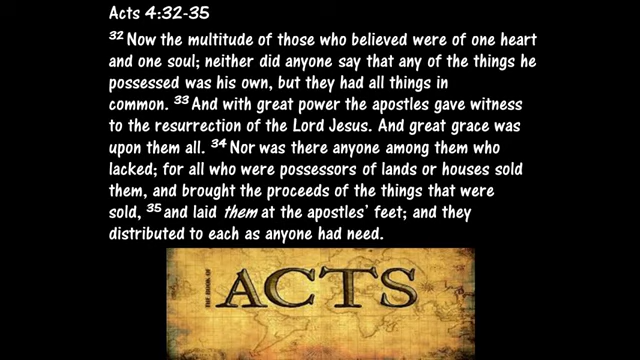 Acts 4:32-35
32 Now the multitude of those who believed were of one heart
and one soul; neither did anyone say that any of the things he
possessed was his own, but they had all things in
common. 33 And with great power the apostles gave witness
to the resurrection of the Lord Jesus. And great grace was
upon them all. 34 Nor was there anyone among them who
lacked; for all who were possessors of lands or houses sold
them, and brought the proceeds of the things that were
sold, 35 and laid them at the apostles’ feet; and they
distributed to each as anyone had need.
THE BOOK OF
ACTS